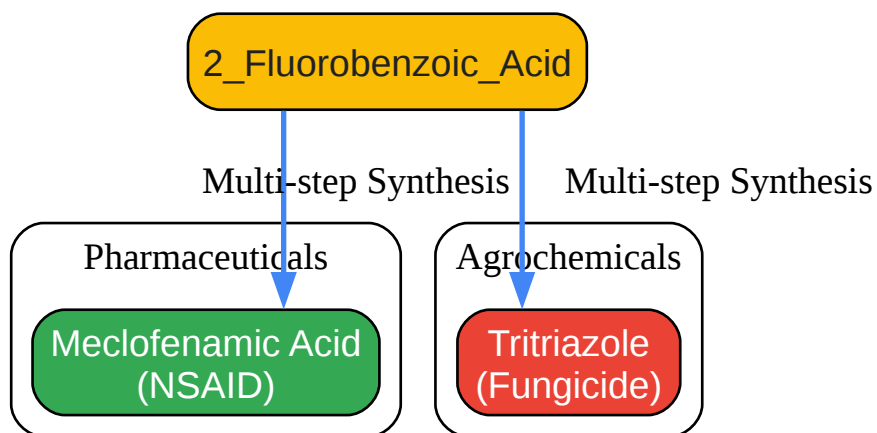 2_Fluorobenzoic_Acid
Multi-step Synthesis
Multi-step Synthesis
Pharmaceuticals
Agrochemicals
Meclofenamic Acid
(NSAID)
Tritriazole
(Fungicide)